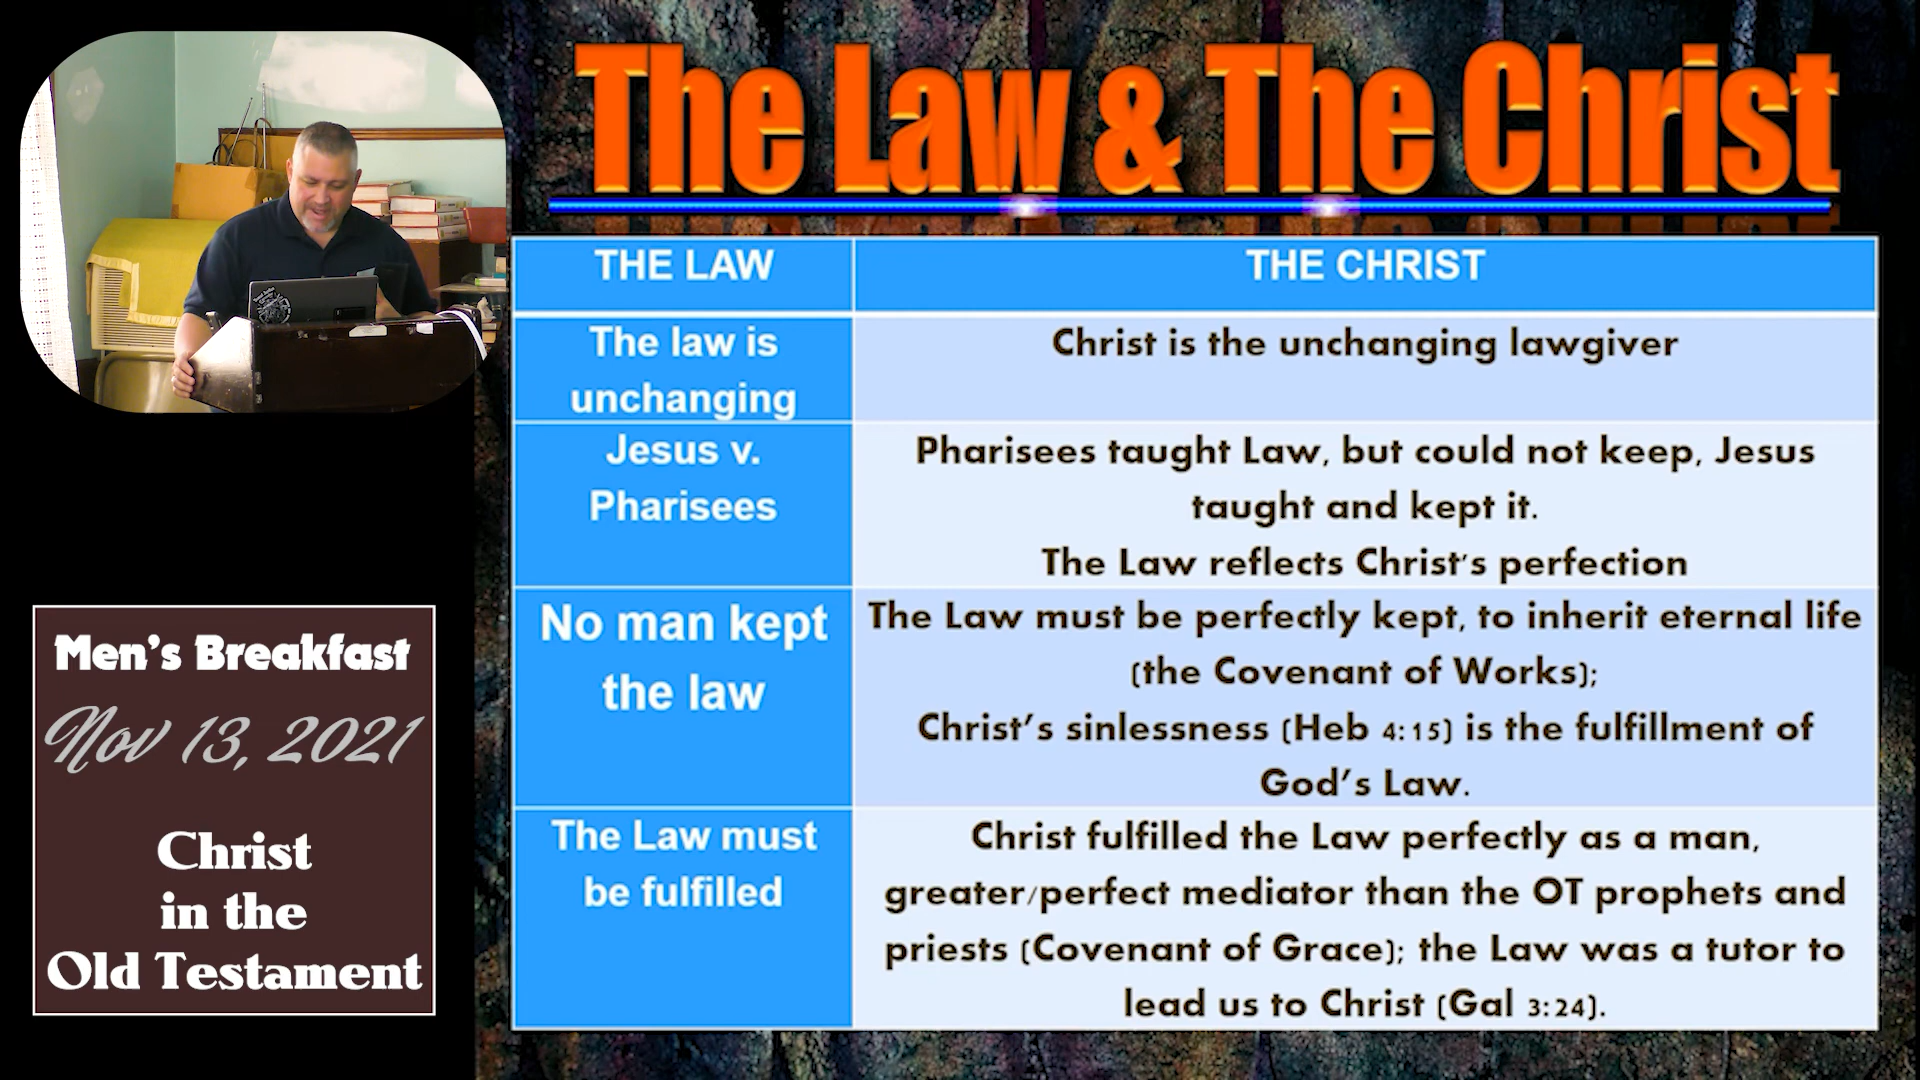 The Law & The Christ
THE LAW
THE CHRIST
The law is
unchanging
Christ is the unchanging lawgiver
Jesus v.
Pharisees
Pharisees taught Law, but could not keep, Jesus
taught and kept it.
The Law reflects Christ's perfection
No man kept
the law
The Law must be perfectly kept, to inherit eternal life
(the Covenant of Works);
Christ’s sinlessness (Heb 4:15) is the fulfillment of
God’s Law.
The Law must
be fulfilled
Christ fulfilled the Law perfectly as a man,
greater/perfect mediator than the OT prophets and
priests (Covenant of Grace); the Law was a tutor to
lead us to Christ (Gal 3:24).
Men’s Breakfast
Nov 13, 2021
Christ
in the
Old Testament